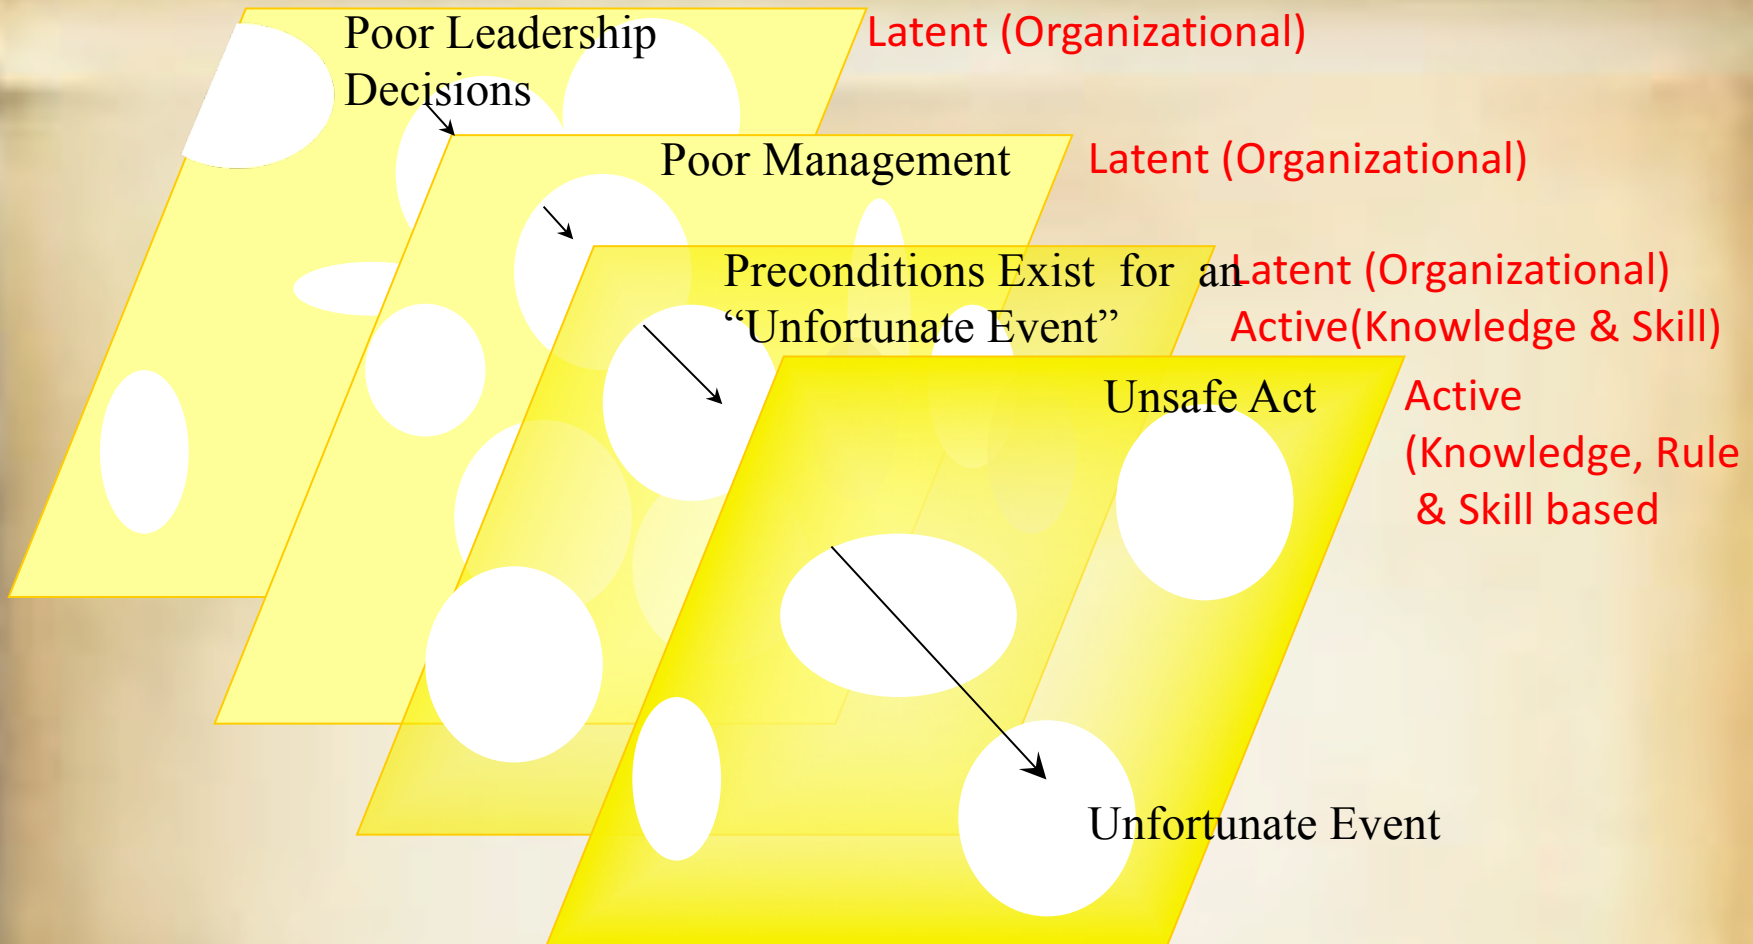 Poor Leadership
Decisions
Latent (Organizational)
Poor Management
Latent (Organizational)
Preconditions Exist for an
“Unfortunate Event”
Latent (Organizational)
Active(Knowledge & Skill)
Unsafe Act
Active
(Knowledge, Rule
& Skill based
Unfortunate Event